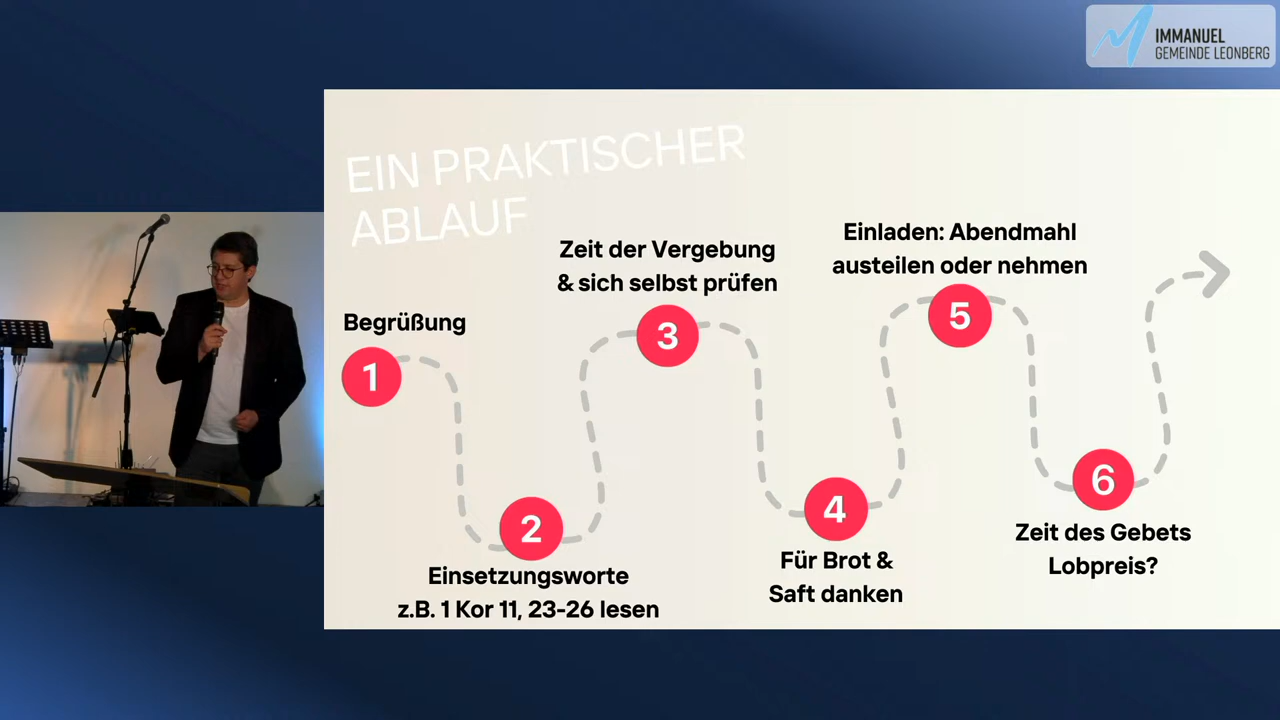 IMMANUEL
GEMEINDE LEONBERG
EIN PRAKTISCHER
ABLAUF
Begrüßung
1
2
Einsetzungsworte
z.B. 1 Kor 11, 23-26 lesen
Zeit der Vergebung
& sich selbst prüfen
3
4
Für Brot &
Saft danken
Einladen: Abendmahl
austeilen oder nehmen
5
6
Zeit des Gebets
Lobpreis?